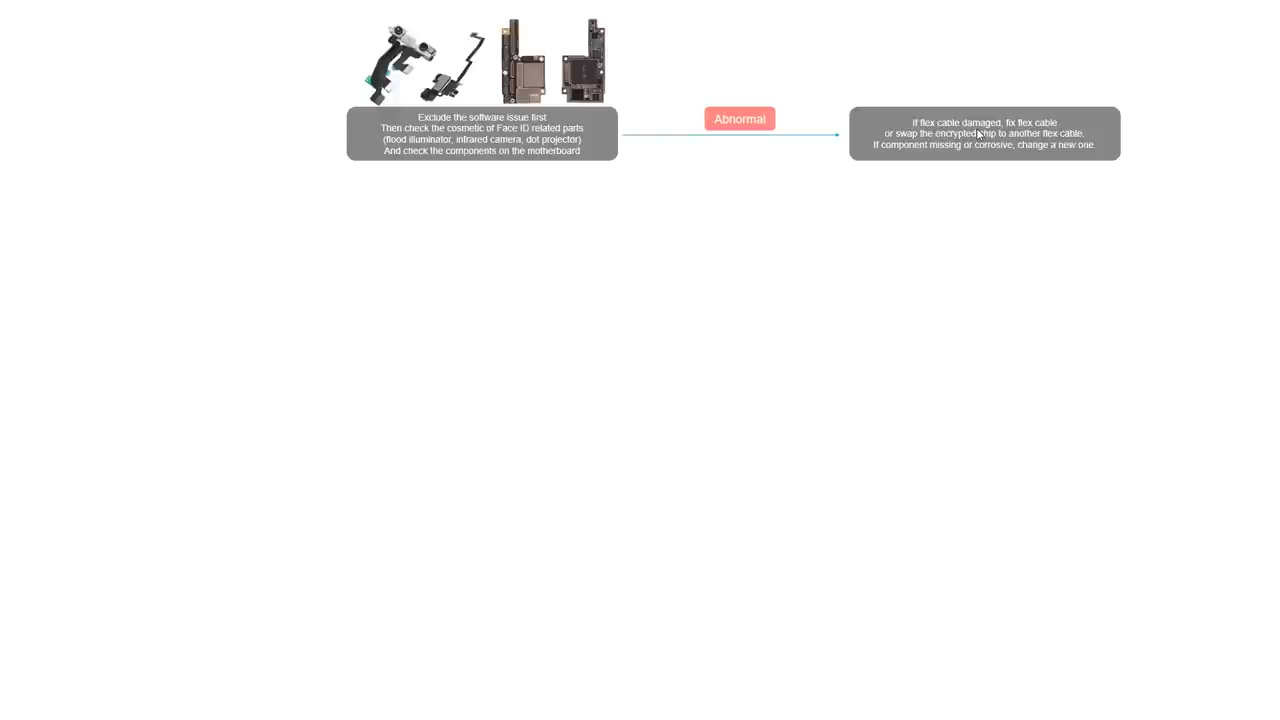 Exclude the software issue first
Then check the cosmetic of Face ID related parts
(flood illuminator, infrared camera, dot projector)
And check the components on the motherboard
Abnormal
If flex cable damaged, fix flex cable
or swap the encrypted chip to another flex cable.
If component missing or corrosive, change a new one.